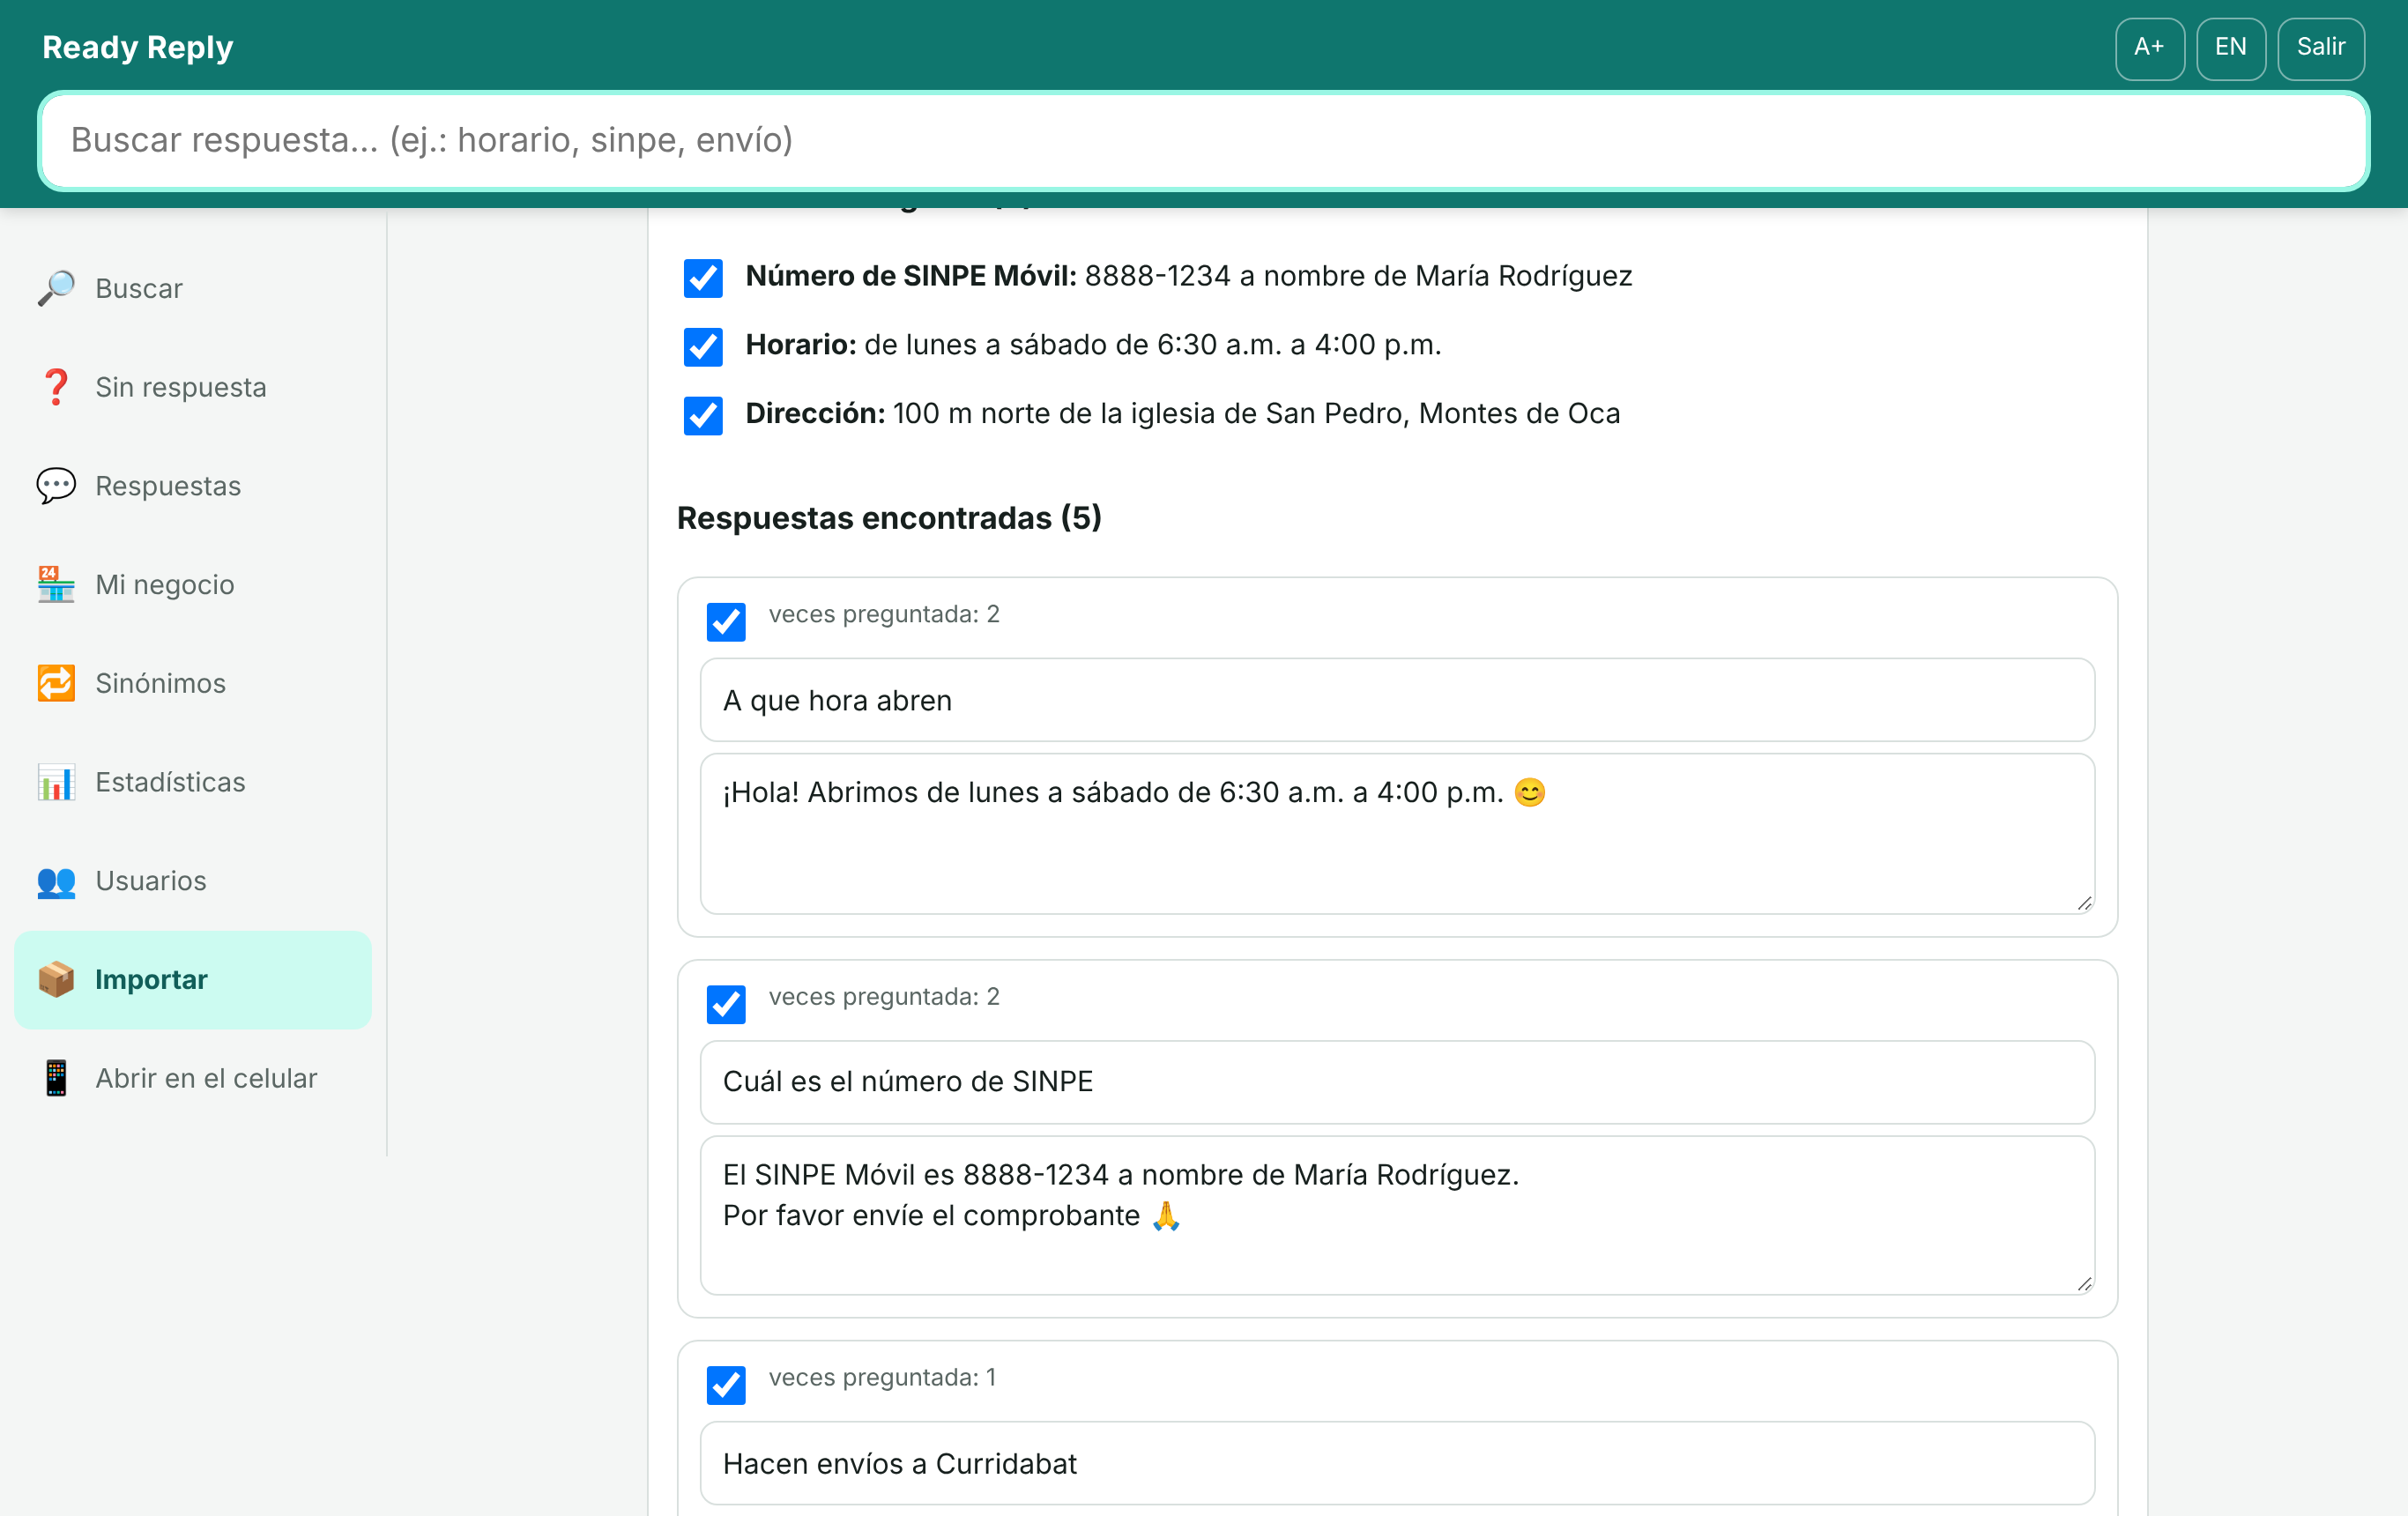 Ready Reply
A+
EN
Salir
Buscar respuesta... (ej.: horario, sinpe, envío)
🔎 Buscar
❓ Sin respuesta
💬 Respuestas
🏪 Mi negocio
🔁 Sinónimos
📊 Estadísticas
👥 Usuarios
📦 Importar
📱 Abrir en el celular
Número de SINPE Móvil: 8888-1234 a nombre de María Rodríguez
Horario: de lunes a sábado de 6:30 a.m. a 4:00 p.m.
Dirección: 100 m norte de la iglesia de San Pedro, Montes de Oca
Respuestas encontradas (5)
veces preguntada: 2
A que hora abren
¡Hola! Abrimos de lunes a sábado de 6:30 a.m. a 4:00 p.m. 😊
veces preguntada: 2
Cuál es el número de SINPE
El SINPE Móvil es 8888-1234 a nombre de María Rodríguez.
Por favor envíe el comprobante 🙏
veces preguntada: 1
Hacen envíos a Curridabat